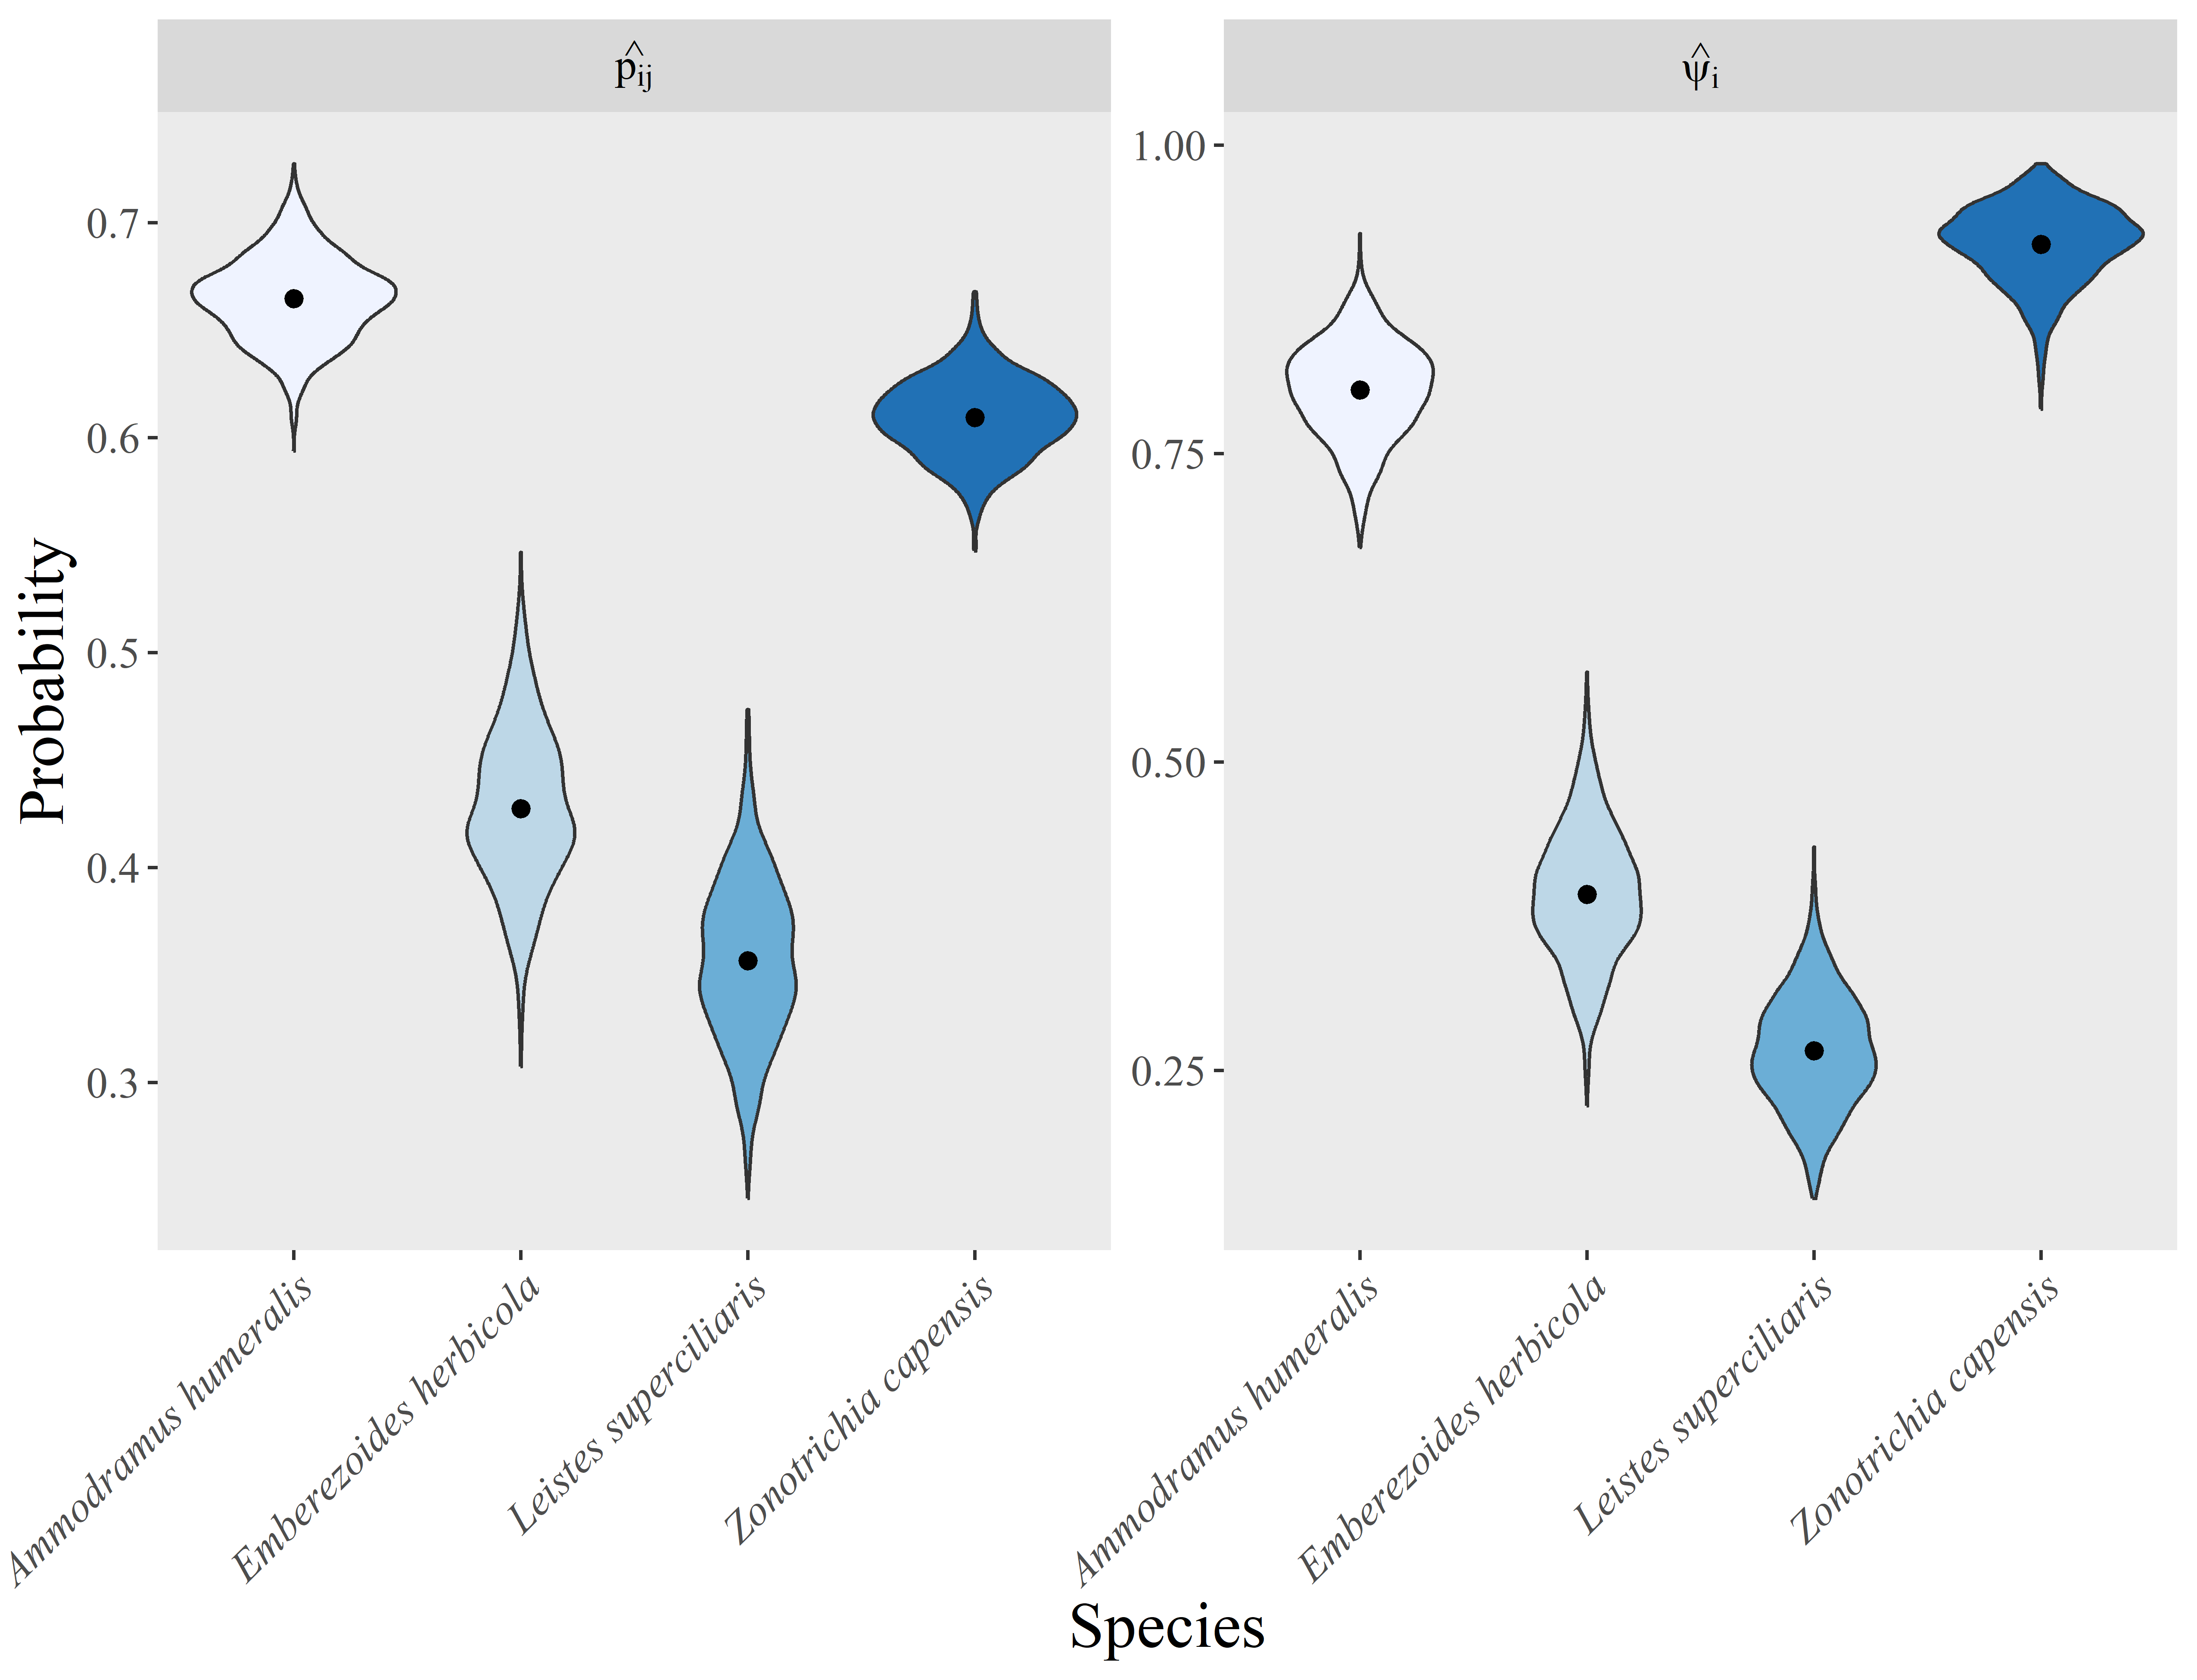 p̂ij
ψ̂i
Probability
0.7
0.6
0.5
0.4
0.3
1.00
0.75
0.50
0.25
Ammodramus humeralis
Emberezoides herbicola
Leistes superciliaris
Zonotrichia capensis
Ammodramus humeralis
Emberezoides herbicola
Leistes superciliaris
Zonotrichia capensis
Species